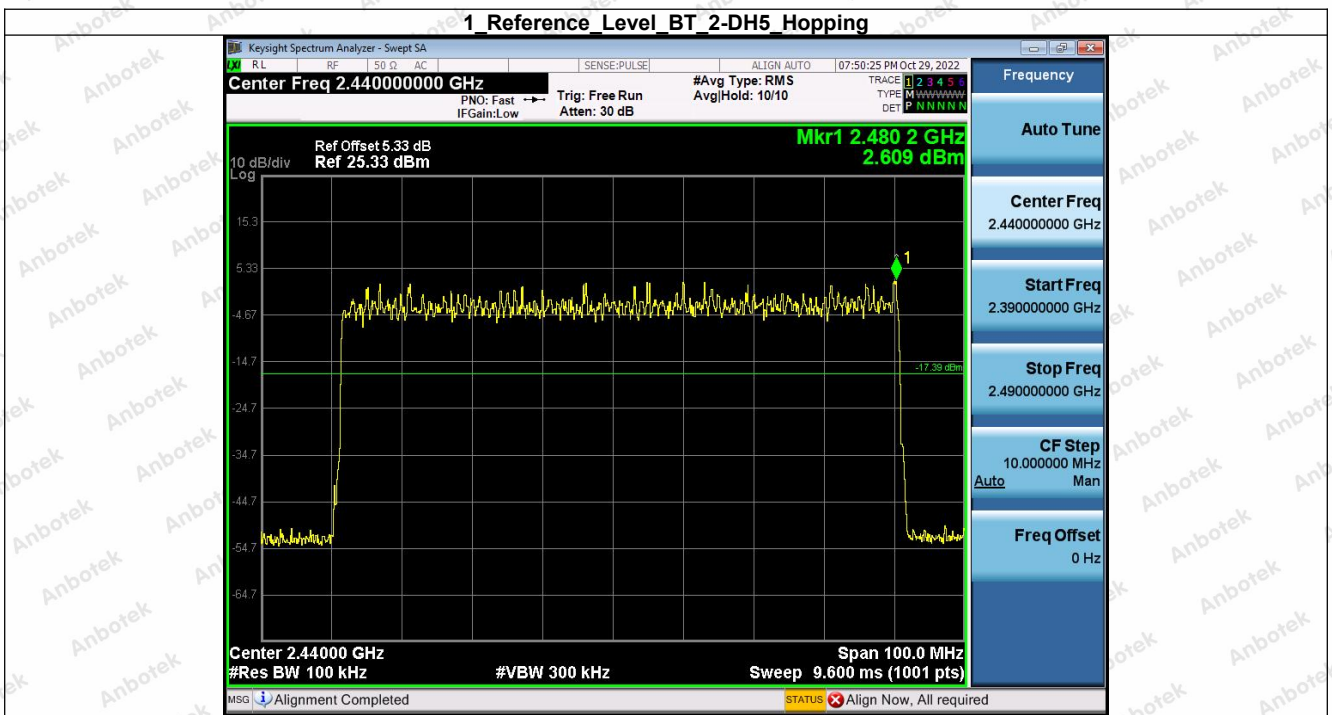 1_Reference_Level_BT_2-DH5_Hopping
Keysight Spectrum Analyzer - Swept SA
LXI RL RF 50 Ω AC SENSE:PULSE ALIGN AUTO 07:50:25 PM Oct 29, 2022
Center Freq 2.440000000 GHz
PNO: Fast
IFGain:Low
Trig: Free Run
Atten: 30 dB
#Avg Type: RMS
Avg|Hold: 10/10
TRACE 1 2 3 4 5 6
TYPE M WWWWW
DET P N N N N N
Ref Offset 5.33 dB
10 dB/div Ref 25.33 dBm
Log
Mkr1 2.480 2 GHz
2.609 dBm
15.3
5.33
-4.67
-14.7
-24.7
-34.7
-44.7
-54.7
-64.7
1
-17.39 dBm
Center 2.44000 GHz Span 100.0 MHz
#Res BW 100 kHz #VBW 300 kHz Sweep 9.600 ms (1001 pts)
MSG Alignment Completed STATUS Align Now, All required
Frequency
Auto Tune
Center Freq
2.440000000 GHz
Start Freq
2.390000000 GHz
Stop Freq
2.490000000 GHz
CF Step
10.000000 MHz
Auto Man
Freq Offset
0 Hz
Anbotek